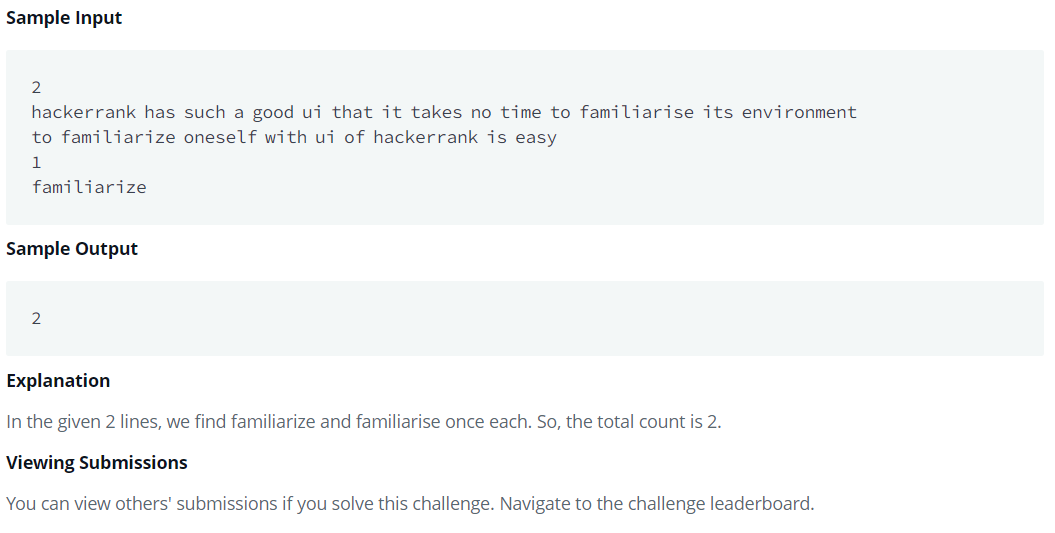 Sample Input
2
hackerrank has such a good ui that it takes no time to familiarise its environment
to familiarize oneself with ui of hackerrank is easy
1
familiarize
Sample Output
2
Explanation
In the given 2 lines, we find familiarize and familiarise once each. So, the total count is 2.
Viewing Submissions
You can view others' submissions if you solve this challenge. Navigate to the challenge leaderboard.